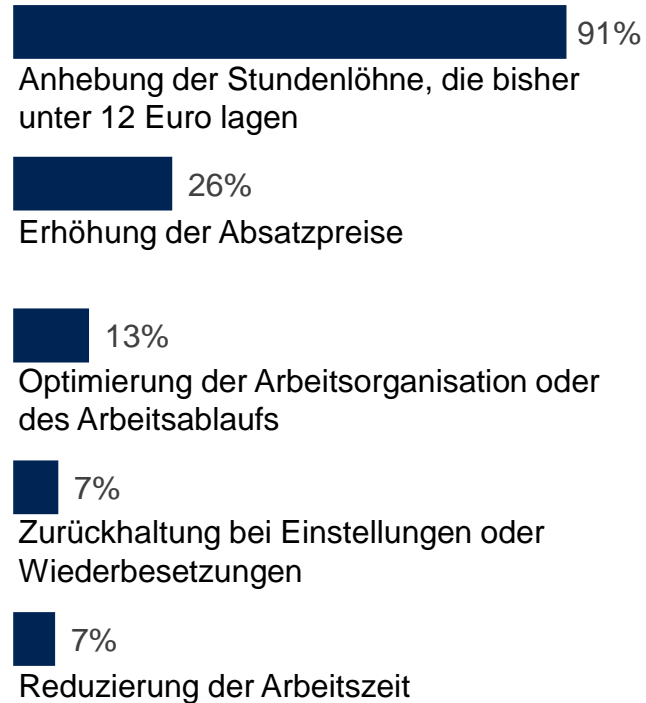 91%
Anhebung der Stundenlöhne, die bisher
unter 12 Euro lagen
26%
Erhöhung der Absatzpreise
13%
Optimierung der Arbeitsorganisation oder
des Arbeitsablaufs
7%
Zurückhaltung bei Einstellungen oder
Wiederbesetzungen
7%
Reduzierung der Arbeitszeit